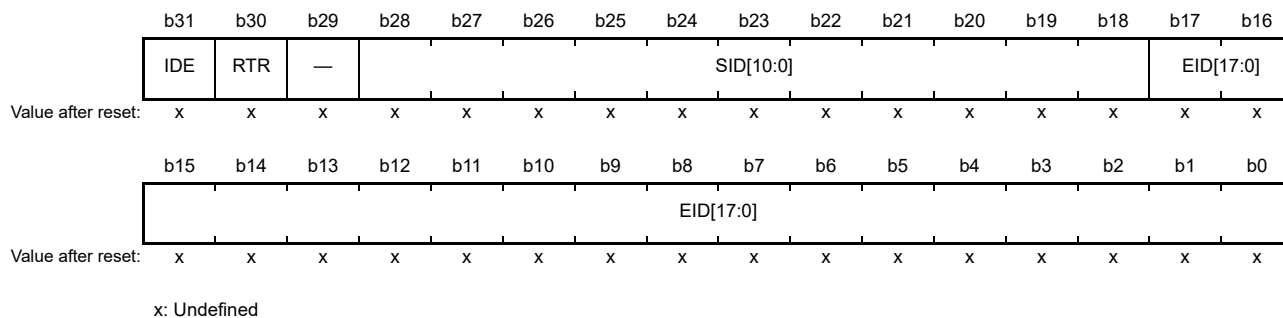 b31 b30 b29 b28 b27 b26 b25 b24 b23 b22 b21 b20 b19 b18 b17 b16
IDE RTR — SID[10:0] EID[17:0]
Value after reset: x x x x x x x x x x x x x x x x
b15 b14 b13 b12 b11 b10 b9 b8 b7 b6 b5 b4 b3 b2 b1 b0
EID[17:0]
Value after reset: x x x x x x x x x x x x x x x x
x: Undefined